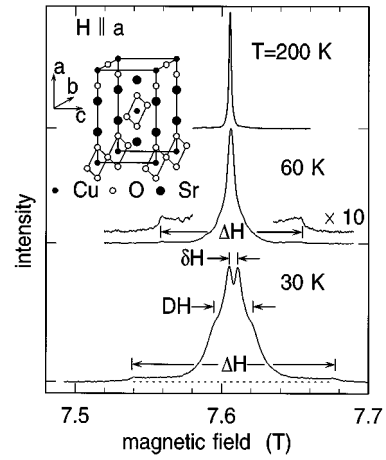 H || a
T=200 K
a
b
c
Cu
O
Sr
60 K
× 10
ΔH
δH
30 K
DH
ΔH
intensity
7.5
7.6
7.7
magnetic field (T)